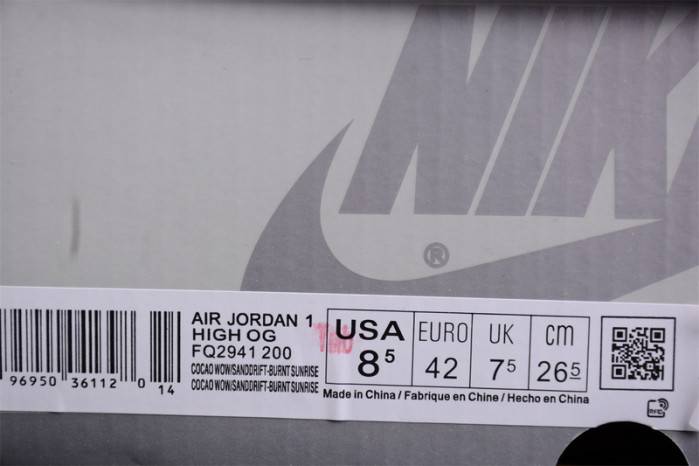 NIK
®
AIR JORDAN 1
HIGH OG
FQ2941 200
COCAO WOW/SANDDRIFT-BURNT SUNRISE
COCAO WOW/SANDDRIFT-BURNT SUNRISE
96950 36112 0 14
USA EURO UK cm
8 5 42 7 5 26 5
Made in China / Fabrique en Chine / Hecho en China
RFID